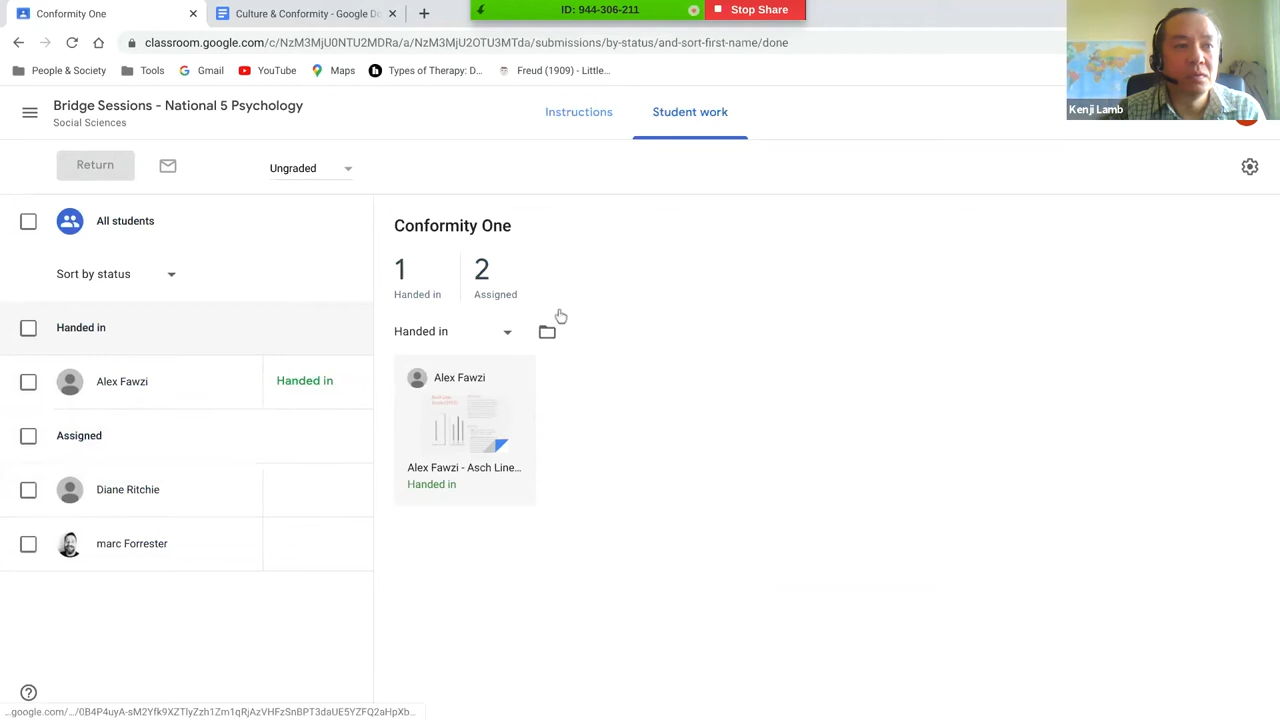 Conformity One
Culture & Conformity - Google Do
ID: 944-306-211
Stop Share
classroom.google.com/c/NzM3MjU0NTU2MDRa/a/NzM3MjU2OTU3MTda/submissions/by-status/and-sort-first-name/done
People & Society
Tools
Gmail
YouTube
Maps
Types of Therapy: D...
Freud (1909) - Little...
Kenji Lamb
Bridge Sessions - National 5 Psychology
Social Sciences
Instructions
Student work
Return
Ungraded
All students
Sort by status
Handed in
Alex Fawzi
Handed in
Assigned
Diane Ritchie
marc Forrester
Conformity One
1
2
Handed in
Assigned
Handed in
Alex Fawzi
Alex Fawzi - Asch Line...
Handed in
...google.com/.../0B4P4uyA-sM2Yfk9XZTlyZzh1Zm1qRjAzVHFzSnBPT3daUE5YZFQ2aHpXb...